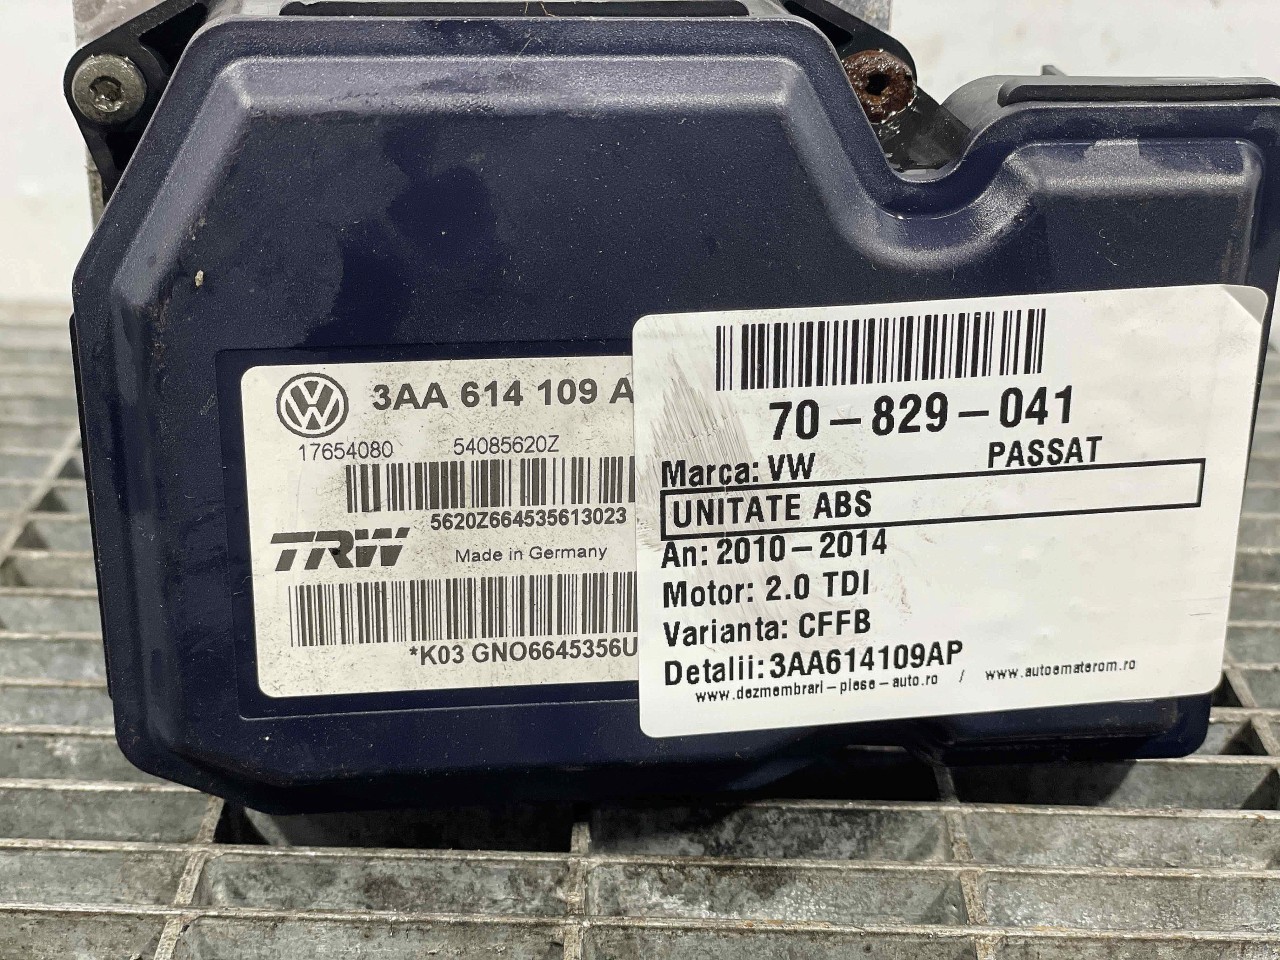 3AA 614 109 A
17654080 54085620Z
5620Z664535613023
TRW
Made in Germany
*K03 GNO6645356U
70-829-041
Marca: VW PASSAT
UNITATE ABS
An: 2010-2014
Motor: 2.0 TDI
Varianta: CFFB
Detalii: 3AA614109AP
www.dezmembrari-piese-auto.ro / www.autoematerom.ro